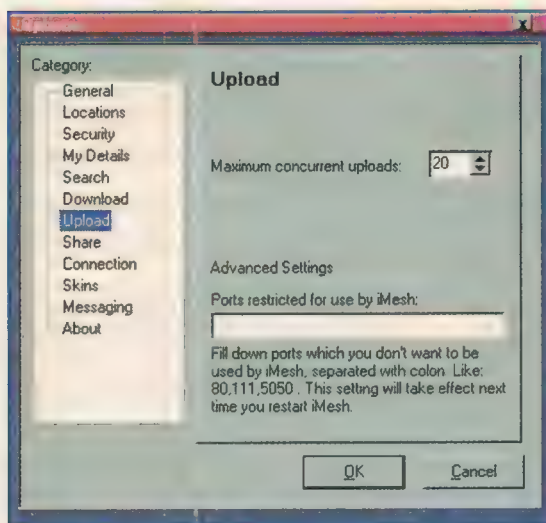 Category:
General
Locations
Security
My Details
Search
Download
Upload
Share
Connection
Skins
Messaging
About
Upload
Maximum concurrent uploads:
20
Advanced Settings
Ports restricted for use by iMesh:
Fill down ports which you don't want to be
used by iMesh, separated with colon. Like:
80,111,5050 . This setting will take effect next
time you restart iMesh.
OK
Cancel